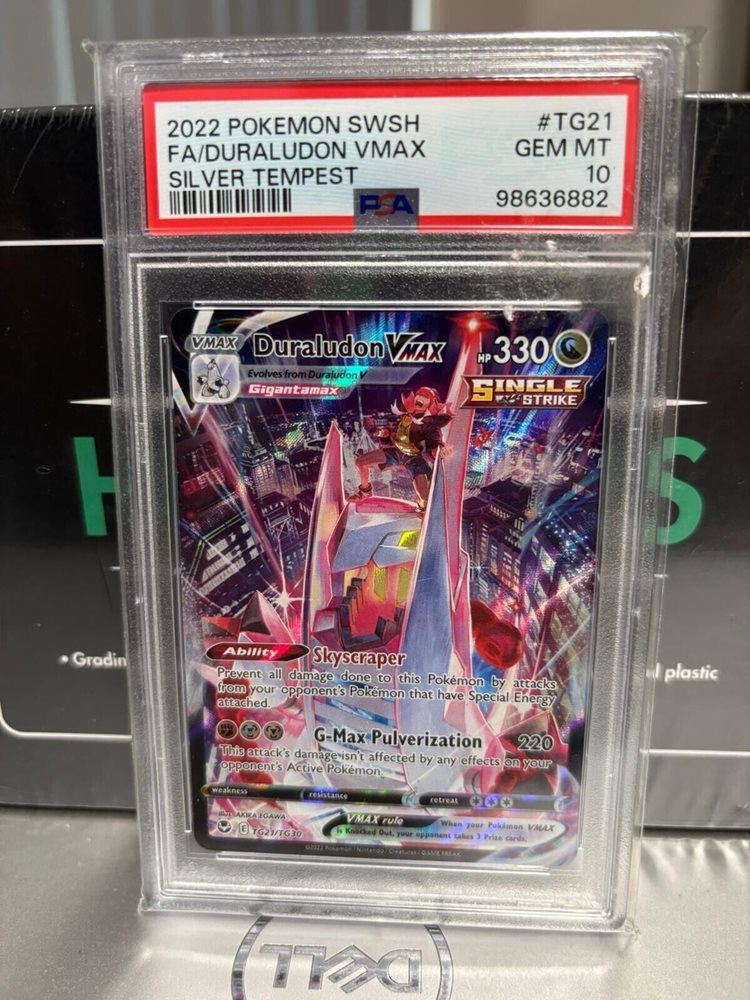 2022 POKEMON SWSH #TG21
FA/DURALUDON VMAX GEM MT
SILVER TEMPEST 10
PSA 98636882
VMAX Duraludon VMAX HP 330
Evolves from Duraludon V
Gigantamax
SINGLE
STRIKE
H S
• Gradin l plastic
Ability Skyscraper
Prevent all damage done to this Pokémon by attacks
from your opponent's Pokémon that have Special Energy
attached.
G-Max Pulverization 220
This attack's damage isn't affected by any effects on your
opponent's Active Pokémon.
weakness resistance retreat
Illus. AKIRA EGAWA
E TG21/TG30
VMAX rule When your Pokémon VMAX
is Knocked Out, your opponent takes 3 Prize cards.
©2022 Pokémon / Nintendo / Creatures / GAME FREAK
DELL